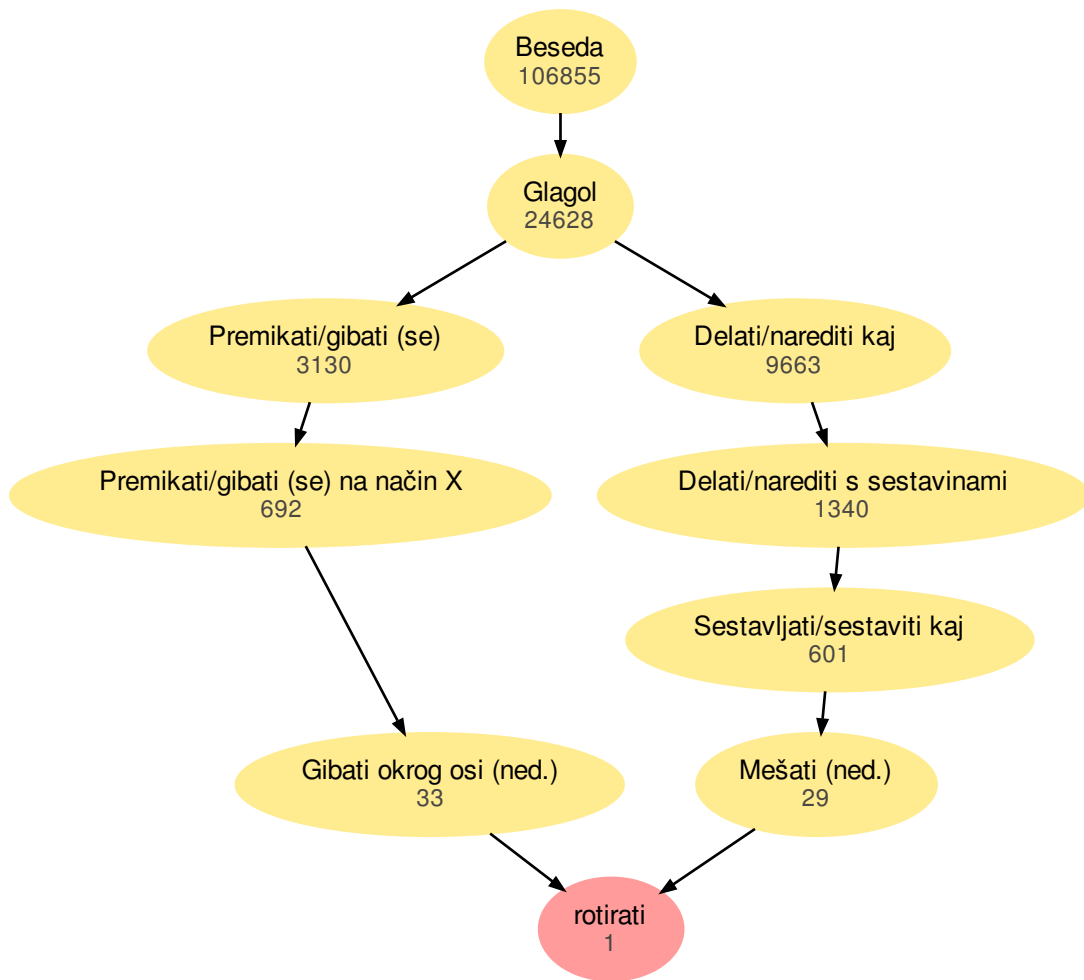 Beseda
106855
Glagol
24628
Premikati/gibati (se)
3130
Delati/narediti kaj
9663
Premikati/gibati (se) na način X
692
Delati/narediti s sestavinami
1340
Sestavljati/sestaviti kaj
601
Gibati okrog osi (ned.)
33
Mešati (ned.)
29
rotirati
1